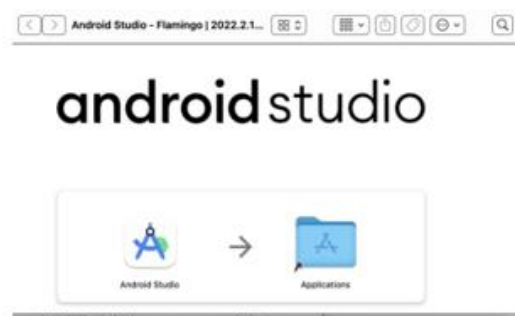 Android Studio - Flamingo | 2022.2.1...
android studio
Android Studio
Applications